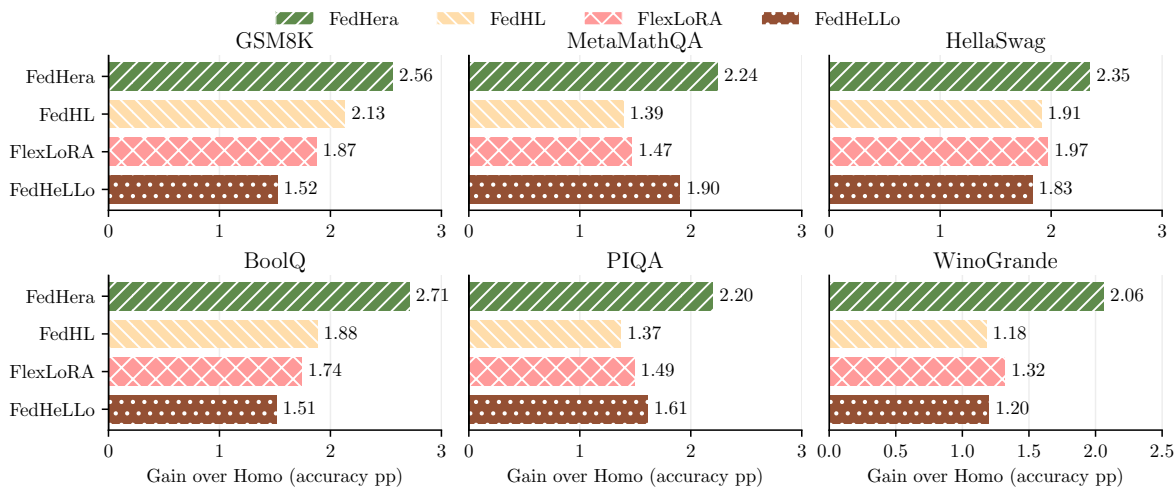 FedHera FedHL FlexLoRA FedHeLLo
GSM8K MetaMathQA HellaSwag
FedHera 2.56 2.24 2.35
FedHL 2.13 1.39 1.91
FlexLoRA 1.87 1.47 1.97
FedHeLLo 1.52 1.90 1.83
0 1 2 3 0 1 2 3 0 1 2 3
BoolQ PIQA WinoGrande
FedHera 2.71 2.20 2.06
FedHL 1.88 1.37 1.18
FlexLoRA 1.74 1.49 1.32
FedHeLLo 1.51 1.61 1.20
0 1 2 3 0 1 2 3 0.0 0.5 1.0 1.5 2.0 2.5
Gain over Homo (accuracy pp) Gain over Homo (accuracy pp) Gain over Homo (accuracy pp)